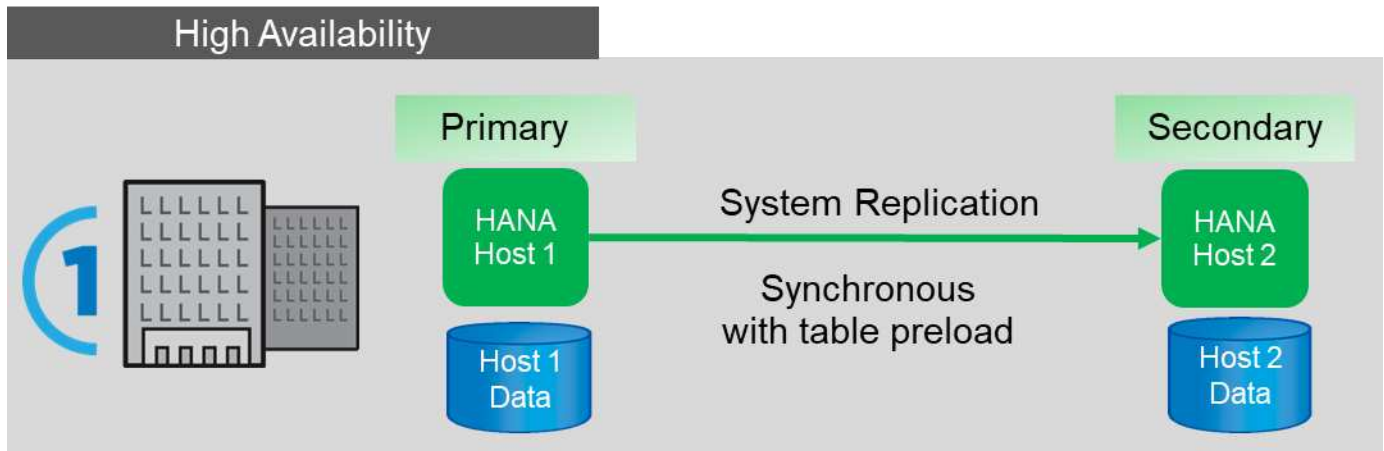 High Availability
Primary
Secondary
1
HANA
Host 1
System Replication
Synchronous
with table preload
HANA
Host 2
Host 1
Data
Host 2
Data